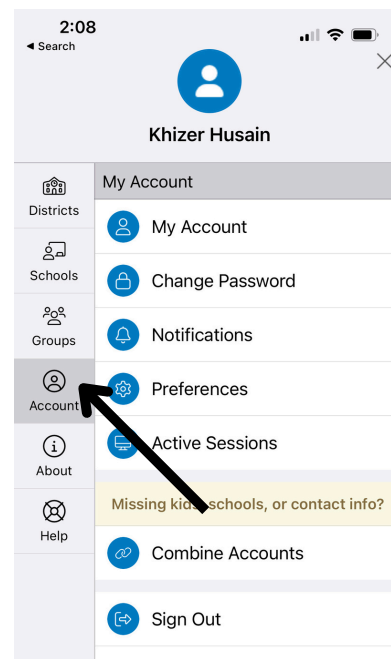 2:08
◀ Search
Khizer Husain
Districts
Schools
Groups
Account
About
Help
My Account
My Account
Change Password
Notifications
Preferences
Active Sessions
Missing kids, schools, or contact info?
Combine Accounts
Sign Out